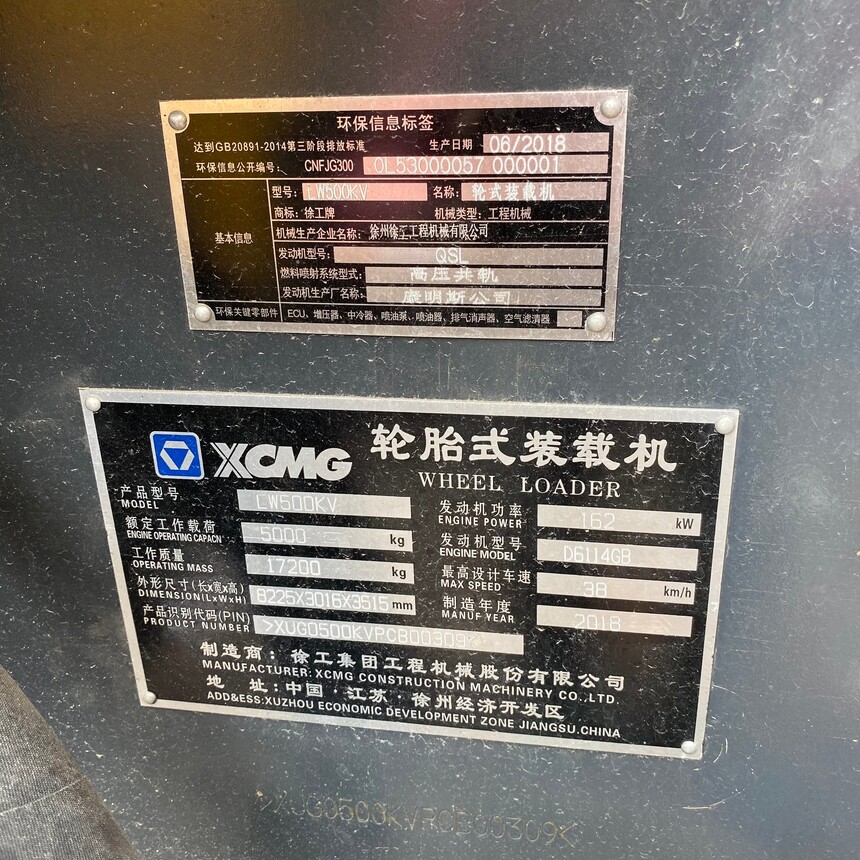 环保信息标签
达到GB20891-2014第三阶段排放标准 生产日期 06/2018
环保信息公开编号: CNFJG300 0L53000057 000001
型号: LW500KV 名称: 轮式装载机
商标: 徐工牌 机械类型: 工程机械
基本信息
机械生产企业名称: 徐州徐工工程机械有限公司
发动机型号: QSL
燃料喷射系统型式: 高压共轨
发动机生产厂名称: 康明斯公司
环保关键零部件 ECU、增压器、中冷器、喷油泵、喷油器、排气消声器、空气滤清器
XCMG 轮胎式装载机
WHEEL LOADER
产品型号 LW500KV 发动机功率 162 kW
MODEL ENGINE POWER
额定工作载荷 5000 kg 发动机型号 D6114GB
ENGINE OPERATING CAPACN ENGINE MODEL
工作质量 17200 kg 最高设计车速 38 km/h
OPERATING MASS MAX SPEED
外形尺寸(长x宽x高) 8225X3016X3515 mm 制造年度 2018
DIMENSION(LxWxH) MANUF YEAR
产品识别代码(PIN) >XUG0500KVPCB00309<
PRODUCT NUMBER
制造商: 徐工集团工程机械股份有限公司
MANUFACTURER: XCMG CONSTRUCTION MACHINERY CO.,LTD.
地 址: 中国·江苏·徐州经济开发区
ADD&ESS:XUZHOU ECONOMIC DEVELOPMENT ZONE JIANGSU.CHINA
>XUG0500KVPCB00309<